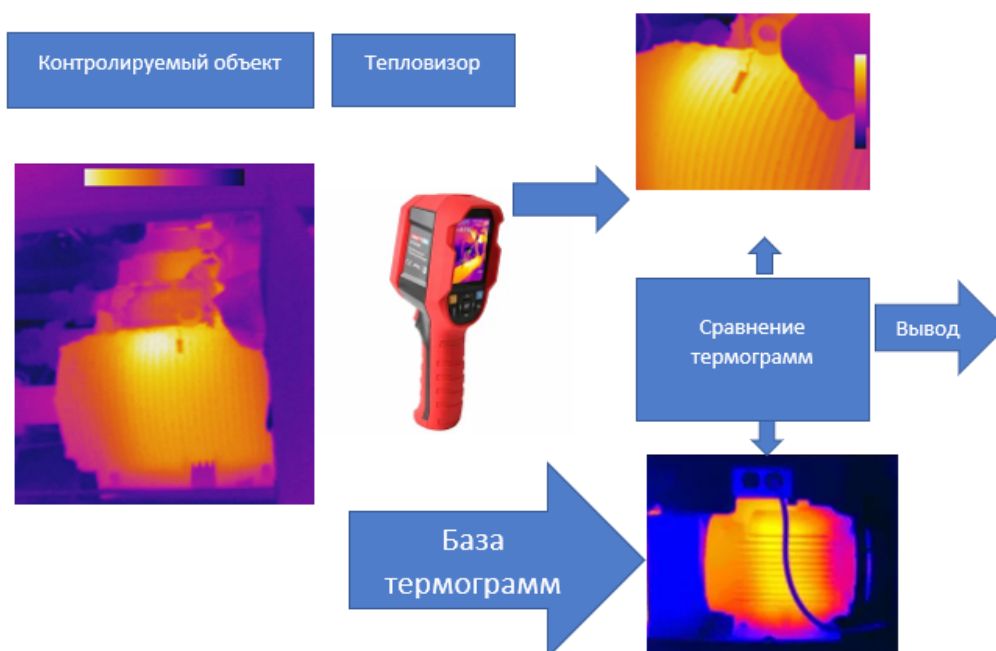 Контролируемый объект
Тепловизор
Сравнение
термограмм
Вывод
База
термограмм